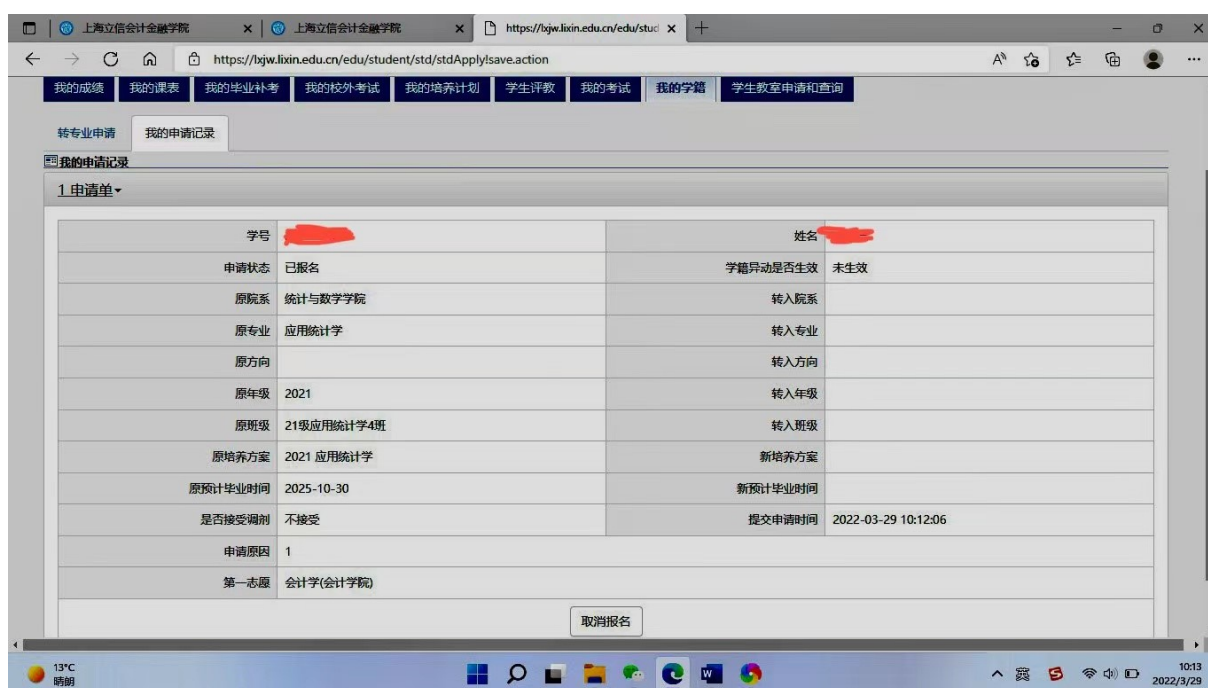 上海立信会计金融学院
上海立信会计金融学院
https://lxjw.lixin.edu.cn/edu/stud
https://lxjw.lixin.edu.cn/edu/student/std/stdApply!save.action
我的成绩 我的课表 我的毕业补考 我的校外考试 我的培养计划 学生评教 我的考试 我的学籍 学生教室申请和查询
转专业申请 我的申请记录
我的申请记录
1 申请单
学号 姓名
申请状态 已报名 学籍异动是否生效 未生效
原院系 统计与数学学院 转入院系
原专业 应用统计学 转入专业
原方向 转入方向
原年级 2021 转入年级
原班级 21级应用统计学4班 转入班级
原培养方案 2021 应用统计学 新培养方案
原预计毕业时间 2025-10-30 新预计毕业时间
是否接受调剂 不接受 提交申请时间 2022-03-29 10:12:06
申请原因 1
第一志愿 会计学(会计学院)
取消报名
13°C
晴朗
英
10:13
2022/3/29